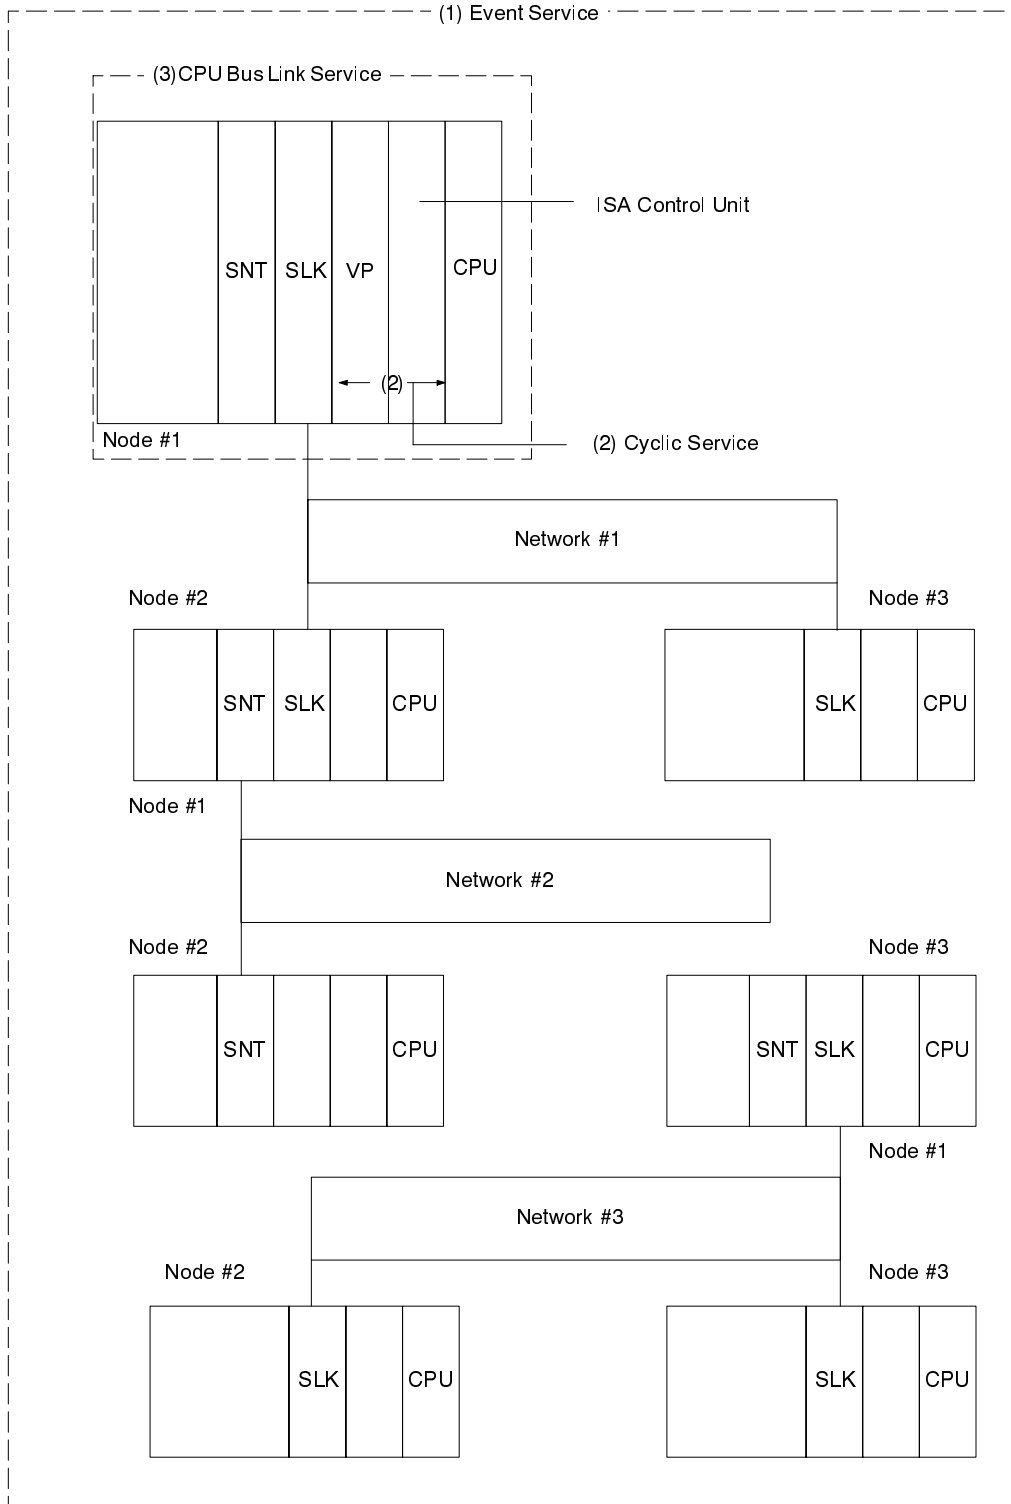 (1) Event Service
(3)CPU Bus Link Service
ISA Control Unit
SNT SLK VP CPU
(2)
Node #1
(2) Cyclic Service
Network #1
Node #2
Node #3
SNT SLK CPU
SLK CPU
Node #1
Network #2
Node #2
Node #3
SNT CPU
SNT SLK CPU
Node #1
Network #3
Node #2
Node #3
SLK CPU
SLK CPU